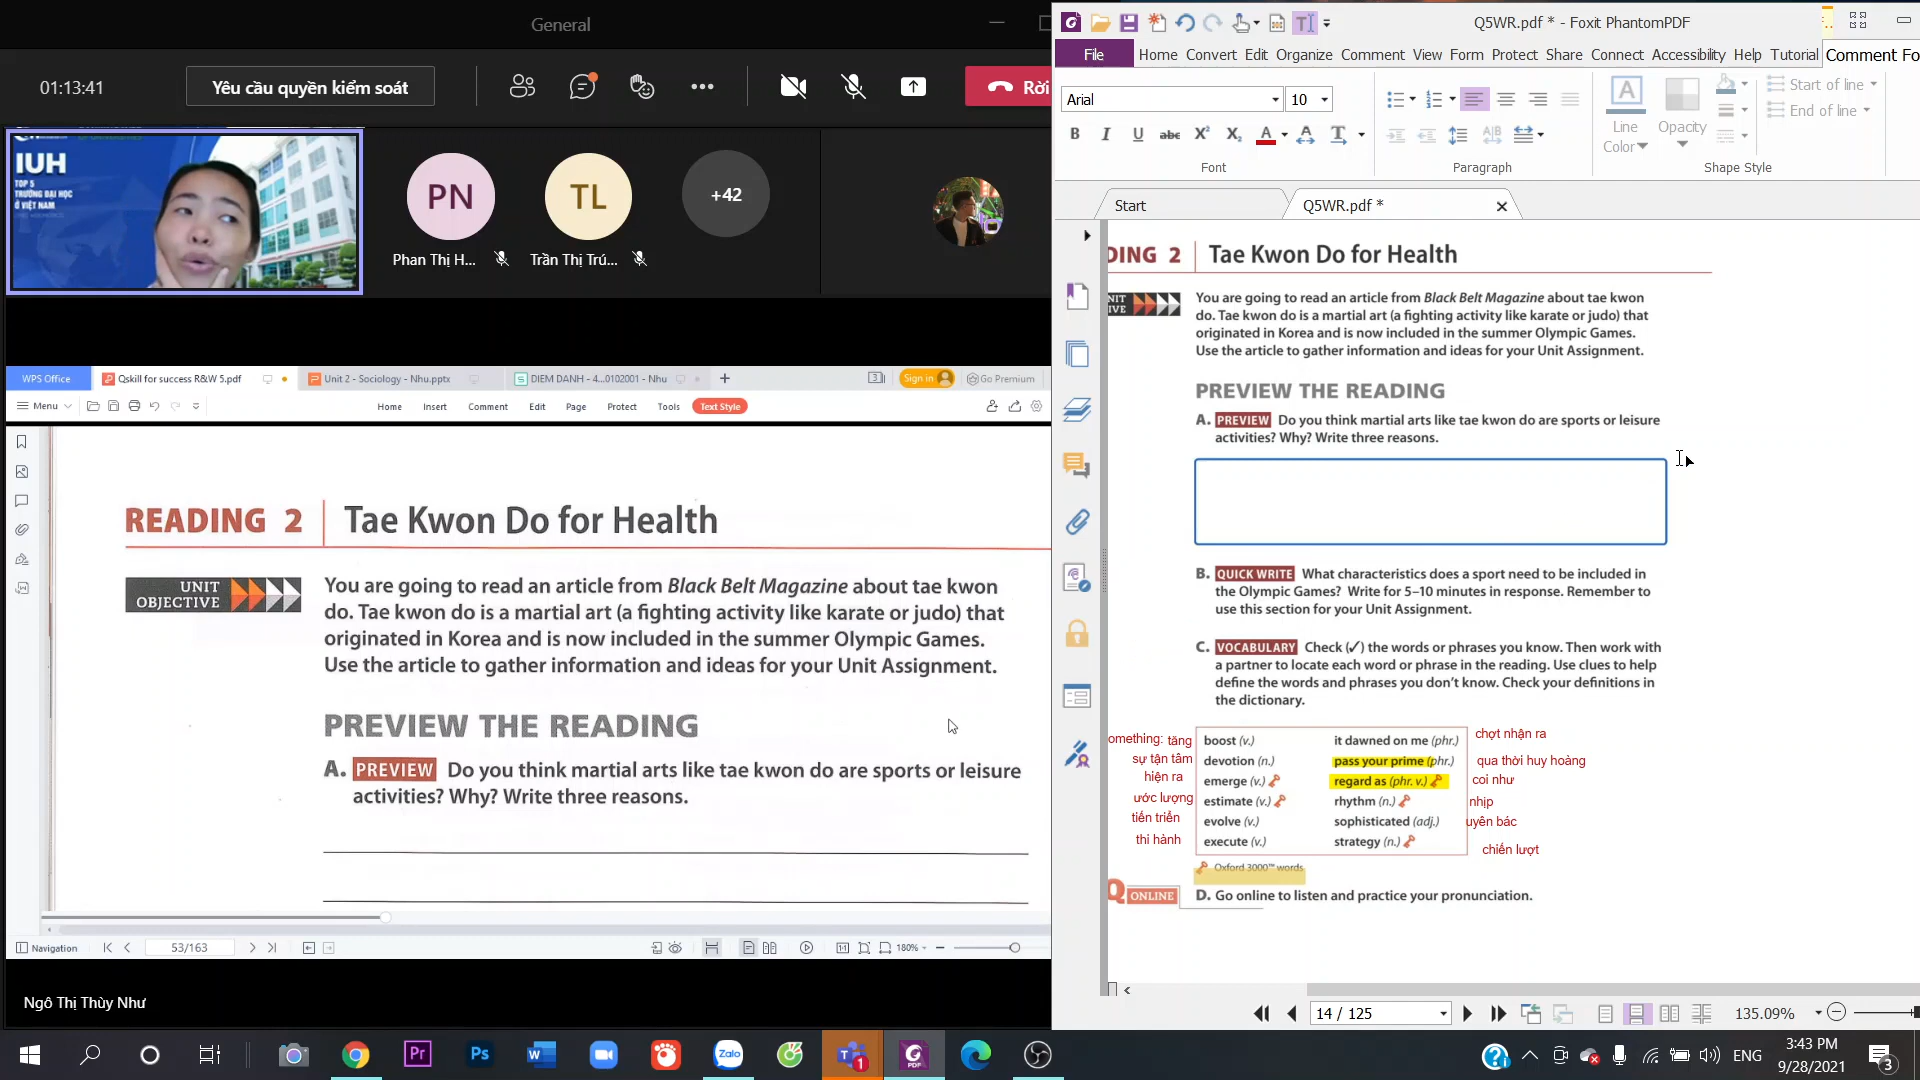 General
01:13:41
Yêu cầu quyền kiểm soát
Rời
IUH
TOP 5
TRƯỜNG ĐẠI HỌC
Ở VIỆT NAM
PN
TL
+42
Phan Thị H...
Trần Thị Trú...
WPS Office
Qskill for success R&W 5.pdf
Unit 2 - Sociology - Nhu.pptx
DIEM DANH - 4...0102001 - Nhu
Sign in
Go Premium
Menu
Home
Insert
Comment
Edit
Page
Protect
Tools
Text Style
READING 2
Tae Kwon Do for Health
UNIT
OBJECTIVE
You are going to read an article from Black Belt Magazine about tae kwon
do. Tae kwon do is a martial art (a fighting activity like karate or judo) that
originated in Korea and is now included in the summer Olympic Games.
Use the article to gather information and ideas for your Unit Assignment.
PREVIEW THE READING
A. PREVIEW Do you think martial arts like tae kwon do are sports or leisure
activities? Why? Write three reasons.
Navigation
53/163
180%
Ngô Thị Thùy Như
Q5WR.pdf * - Foxit PhantomPDF
File
Home
Convert
Edit
Organize
Comment
View
Form
Protect
Share
Connect
Accessibility
Help
Tutorial
Comment Fo
Arial
10
Font
Paragraph
Line
Color
Opacity
Start of line
End of line
Shape Style
Start
Q5WR.pdf *
DING 2
Tae Kwon Do for Health
NIT
IVE
You are going to read an article from Black Belt Magazine about tae kwon
do. Tae kwon do is a martial art (a fighting activity like karate or judo) that
originated in Korea and is now included in the summer Olympic Games.
Use the article to gather information and ideas for your Unit Assignment.
PREVIEW THE READING
A. PREVIEW Do you think martial arts like tae kwon do are sports or leisure
activities? Why? Write three reasons.
B. QUICK WRITE What characteristics does a sport need to be included in
the Olympic Games? Write for 5–10 minutes in response. Remember to
use this section for your Unit Assignment.
C. VOCABULARY Check (✓) the words or phrases you know. Then work with
a partner to locate each word or phrase in the reading. Use clues to help
define the words and phrases you don't know. Check your definitions in
the dictionary.
omething: tăng
boost (v.)
it dawned on me (phr.)
chợt nhận ra
sự tận tâm
devotion (n.)
pass your prime (phr.)
qua thời huy hoàng
hiện ra
emerge (v.)
regard as (phr. v.)
coi như
ước lượng
estimate (v.)
rhythm (n.)
nhịp
tiến triển
evolve (v.)
sophisticated (adj.)
uyên bác
thi hành
execute (v.)
strategy (n.)
chiến lượt
Oxford 3000™ words
Q ONLINE
D. Go online to listen and practice your pronunciation.
14 / 125
135.09%
ENG
3:43 PM
9/28/2021
3